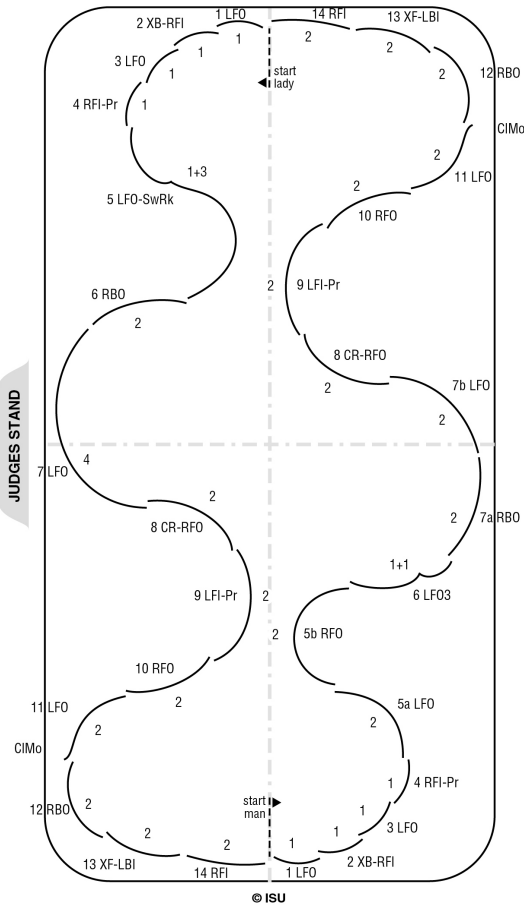 1 LFO
14 RFI
2 XB-RFI
13 XF-LBI
1
2
2
1
3 LFO
1
start
lady
2
12 RBO
4 RFI-Pr
1
ClMo
2
1+3
2
11 LFO
5 LFO-SwRk
10 RFO
2
9 LFI-Pr
6 RBO
2
8 CR-RFO
2
7b LFO
2
JUDGES STAND
4
7 LFO
2
8 CR-RFO
2
7a RBO
1+1
6 LFO3
9 LFI-Pr
2
2
5b RFO
10 RFO
2
11 LFO
5a LFO
2
2
ClMo
1
4 RFI-Pr
start
man
12 RBO
2
1
3 LFO
2
2
1
1
2 XB-RFI
13 XF-LBI
14 RFI
1 LFO
© ISU